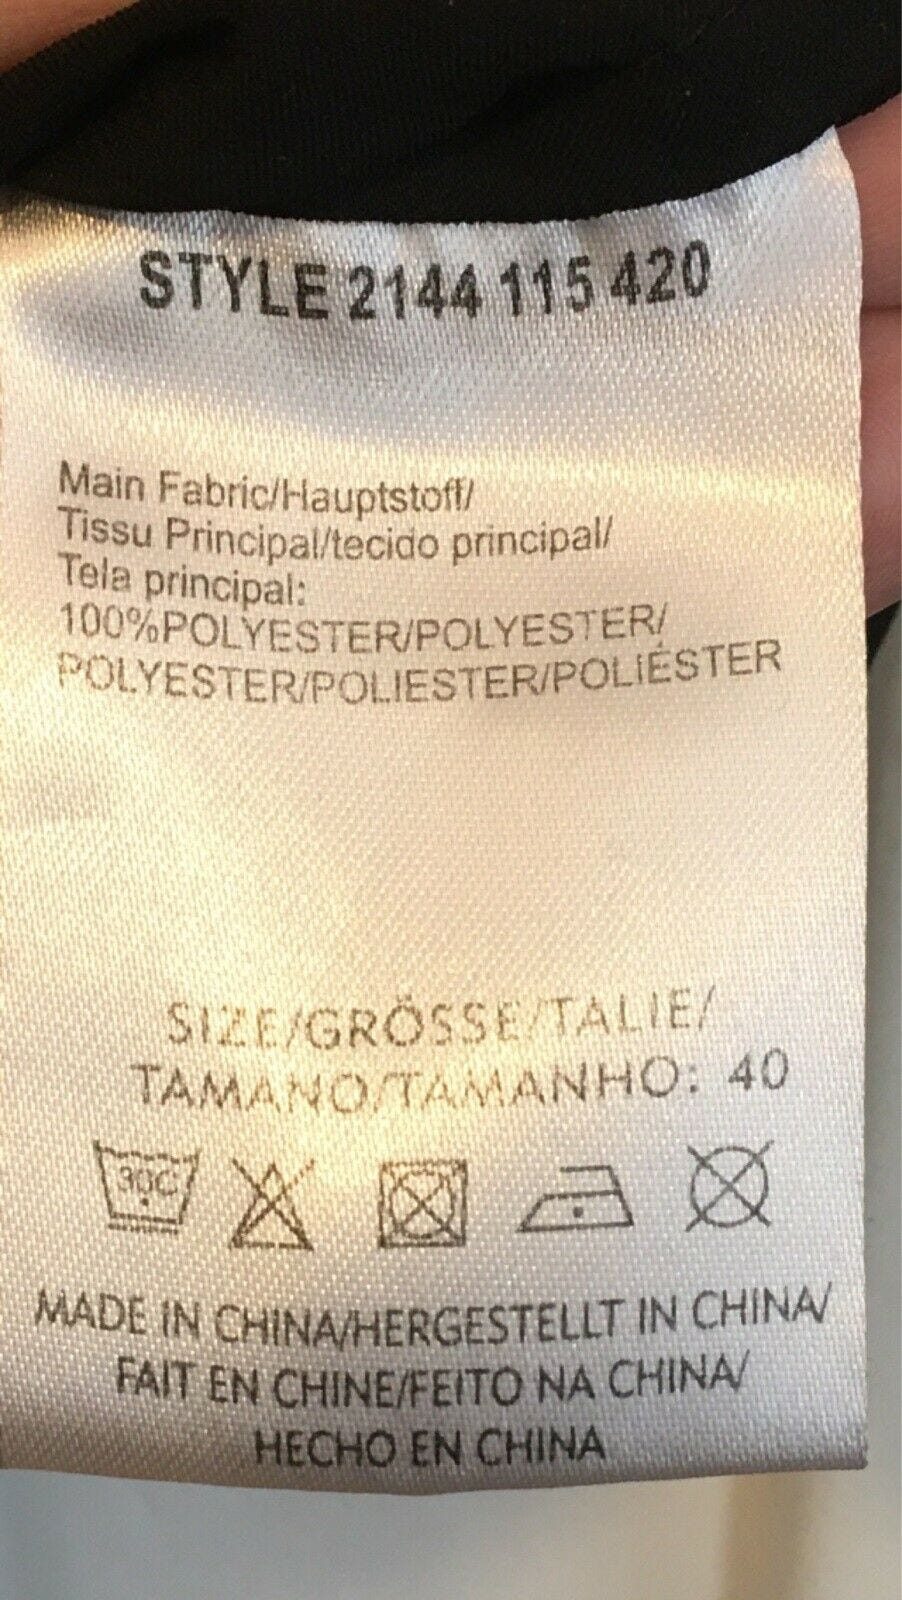 STYLE 2144 115 420
Main Fabric/Hauptstoff/
Tissu Principal/tecido principal/
Tela principal:
100%POLYESTER/POLYESTER/
POLYESTER/POLIESTER/POLIÉSTER
SIZE/GRÖSSE/TALIE/
TAMANO/TAMANHO: 40
30C
MADE IN CHINA/HERGESTELLT IN CHINA/
FAIT EN CHINE/FEITO NA CHINA/
HECHO EN CHINA